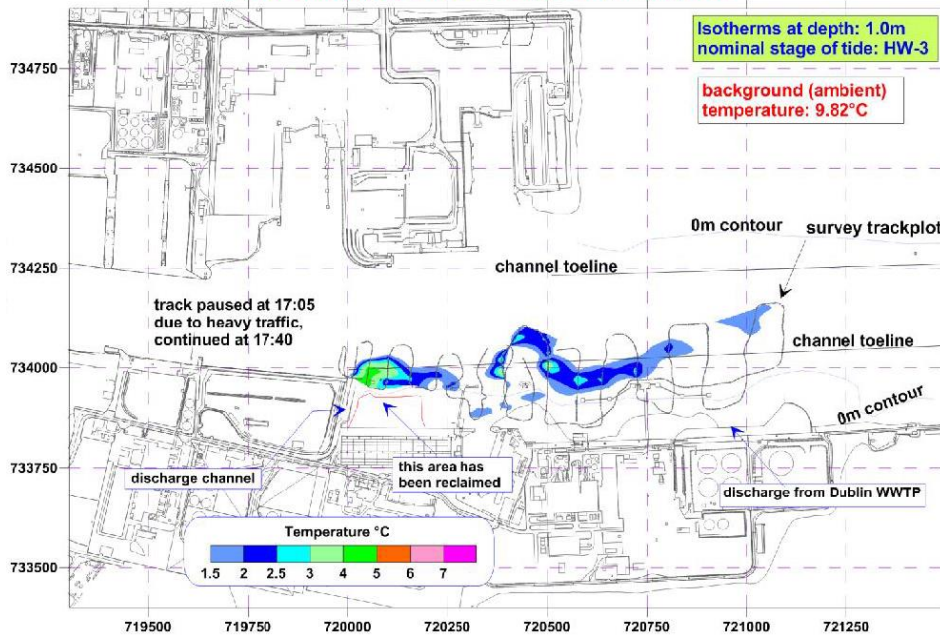 Isotherms at depth: 1.0m
nominal stage of tide: HW-3
background (ambient)
temperature: 9.82°C
734750
734500
734250
734000
733750
733500
0m contour
survey trackplot
channel toeline
track paused at 17:05
due to heavy traffic,
continued at 17:40
channel toeline
0m contour
discharge channel
this area has
been reclaimed
discharge from Dublin WWTP
Temperature °C
1.5 2 2.5 3 4 5 6 7
719500 719750 720000 720250 720500 720750 721000 721250